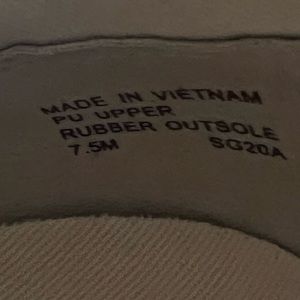 MADE IN VIETNAM
PU UPPER
RUBBER OUTSOLE
7.5M SG20A